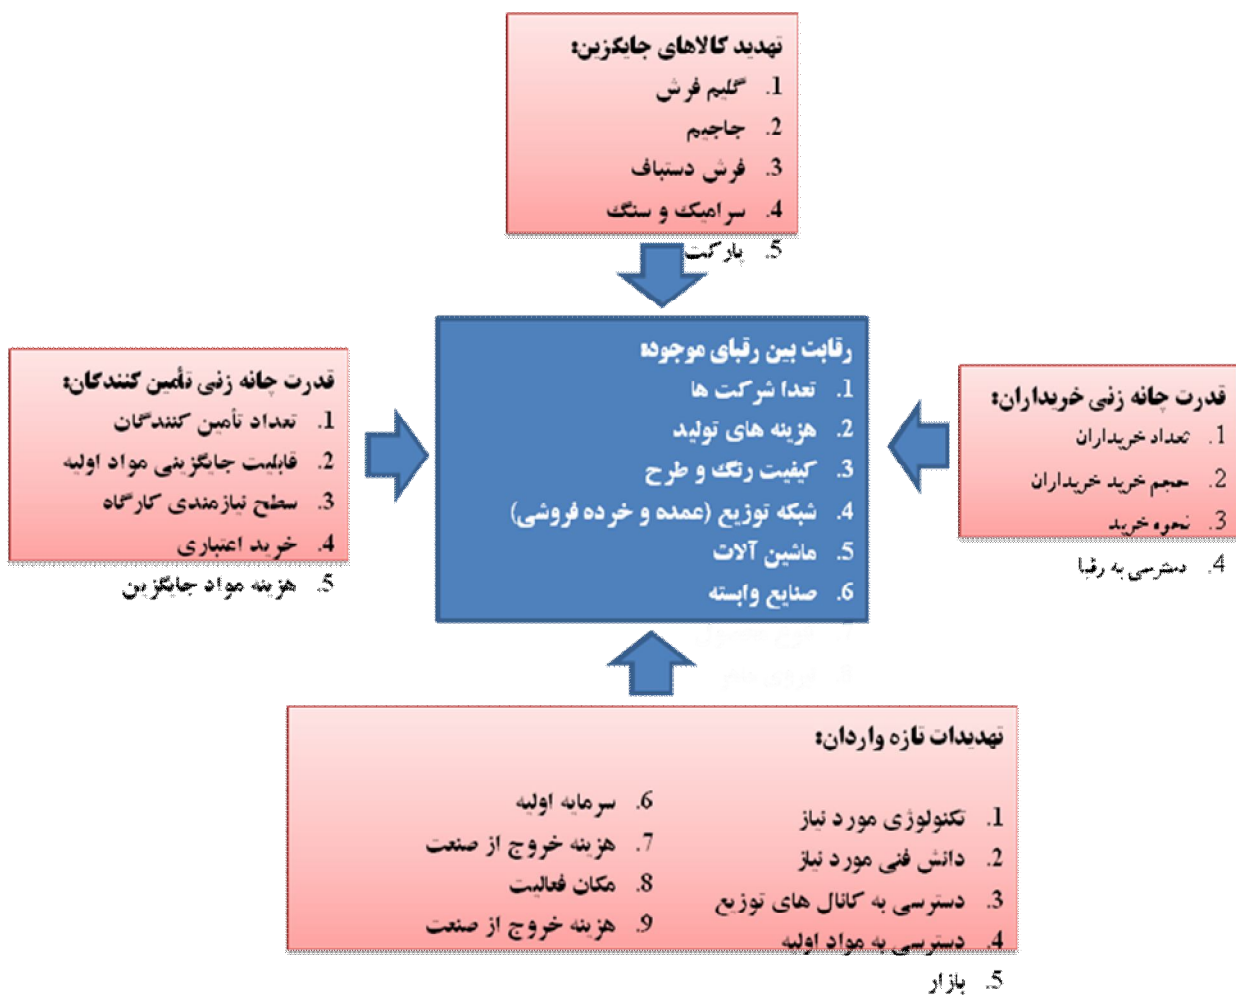 تهدید کالاهای جایگزین:
1. گلیم فرش
2. جاجیم
3. فرش دستباف
4. سرامیک و سنگ
5. پارکت
قدرت چانه زنی خریداران:
1. تعداد خریداران
2. حجم خرید خریداران
3. نحوه خرید
4. دسترسی به رقبا
رقابت بین رقبای موجود:
1. تعدا شرکت ها
2. هزینه های تولید
3. کیفیت رنگ و طرح
4. شبکه توزیع (عمده و خرده فروشی)
5. ماشین آلات
6. صنایع وابسته
قدرت چانه زنی تأمین کنندگان:
1. تعداد تأمین کنندگان
2. قابلیت جایگزینی مواد اولیه
3. سطح نیازمندی کارگاه
4. خرید اعتباری
5. هزینه مواد جایگزین
تهدیدات تازه واردان:
1. تکنولوژی مورد نیاز
2. دانش فنی مورد نیاز
3. دسترسی به کانال های توزیع
4. دسترسی به مواد اولیه
5. بازار
6. سرمایه اولیه
7. هزینه خروج از صنعت
8. مکان فعالیت
9. هزینه خروج از صنعت